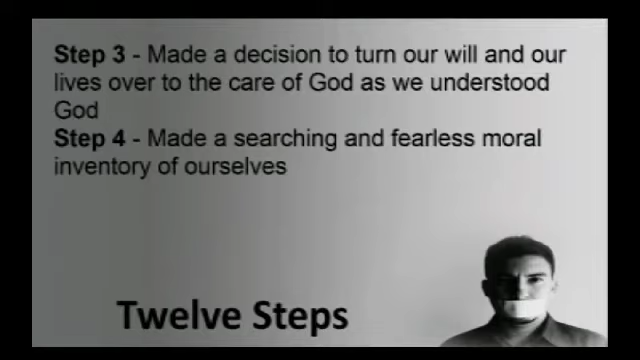 Step 3 - Made a decision to turn our will and our
lives over to the care of God as we understood
God
Step 4 - Made a searching and fearless moral
inventory of ourselves
Twelve Steps